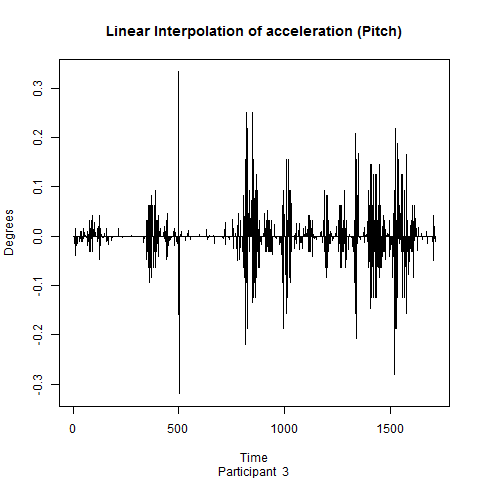 Linear Interpolation of acceleration (Pitch)
Degrees
0.3
0.2
0.1
0.0
-0.1
-0.2
-0.3
0 500 1000 1500
Time
Participant 3